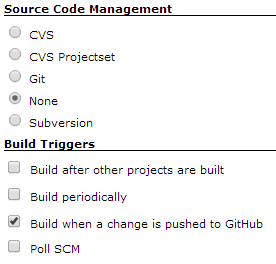 Source Code Management
CVS
CVS Projectset
Git
None
Subversion
Build Triggers
Build after other projects are built
Build periodically
Build when a change is pushed to GitHub
Poll SCM